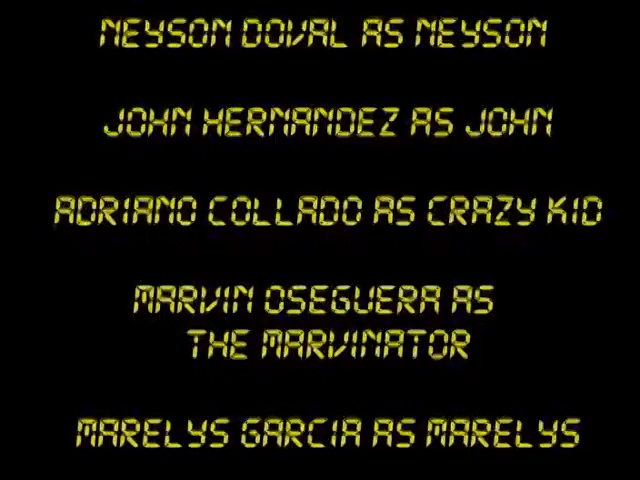 NEYSON DOVAL AS NEYSON
JOHN HERNANDEZ AS JOHN
ADRIANO COLLADO AS CRAZY KID
MARVIN OSEGUERA AS
THE MARVINATOR
MARELYS GARCIA AS MARELYS